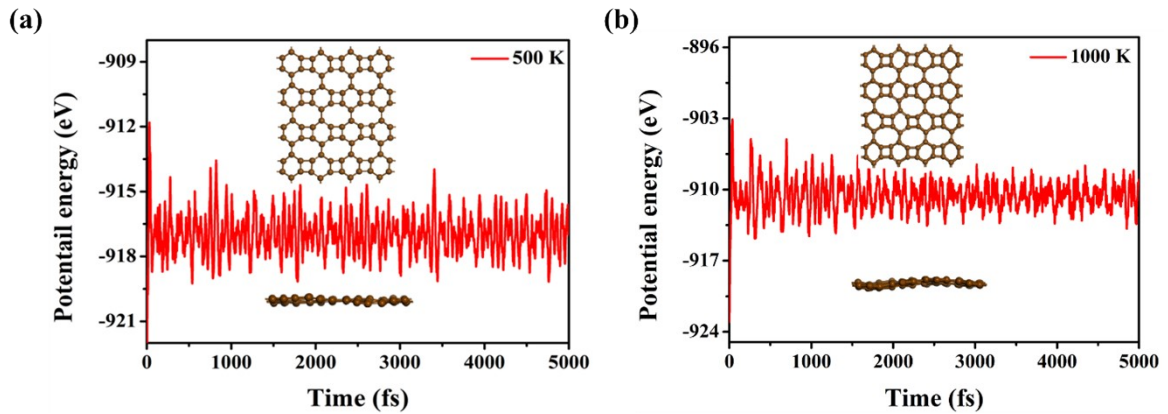 (a)
-909
-912
-915
-918
-921
Potentail energy (eV)
500 K
0
1000
2000
3000
4000
5000
Time (fs)
(b)
-896
-903
-910
-917
-924
Potential energy (eV)
1000 K
0
1000
2000
3000
4000
5000
Time (fs)